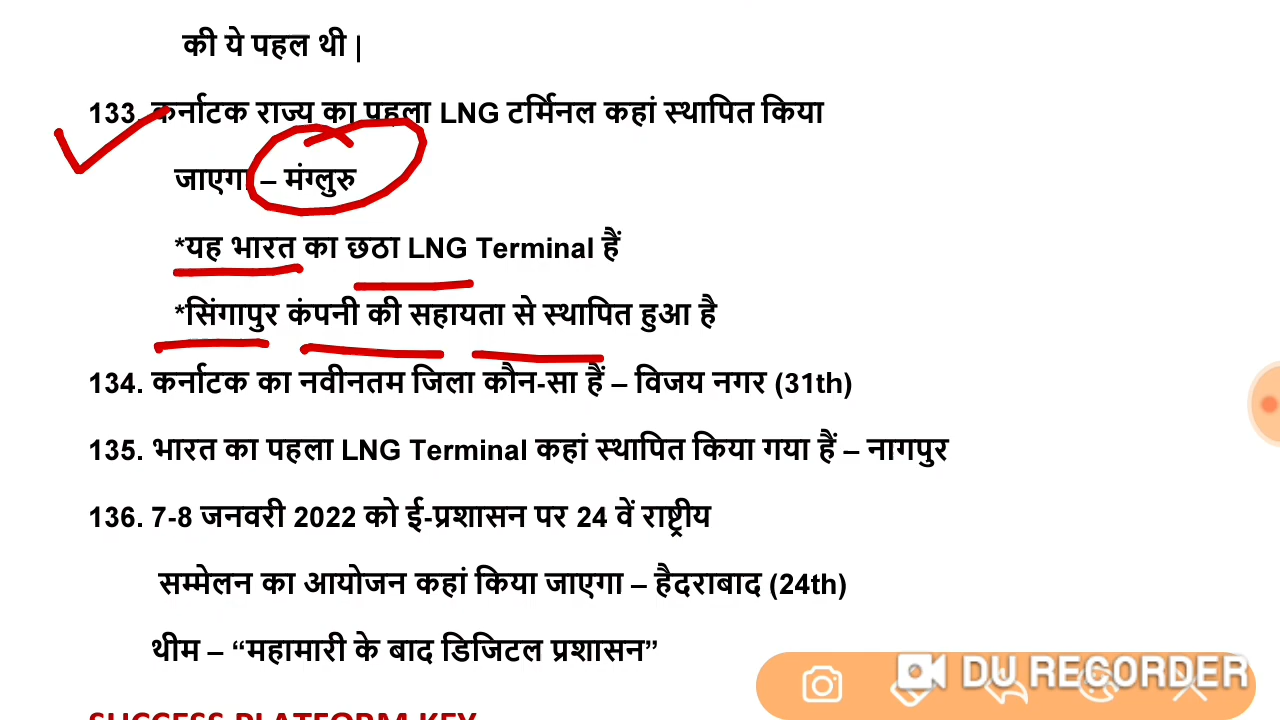 की ये पहल थी |
133. कर्नाटक राज्य का पहला LNG टर्मिनल कहां स्थापित किया
जाएगा – मंग्लुरु
*यह भारत का छठा LNG Terminal हैं
*सिंगापुर कंपनी की सहायता से स्थापित हुआ है
134. कर्नाटक का नवीनतम जिला कौन-सा हैं – विजय नगर (31th)
135. भारत का पहला LNG Terminal कहां स्थापित किया गया हैं – नागपुर
136. 7-8 जनवरी 2022 को ई-प्रशासन पर 24 वें राष्ट्रीय
सम्मेलन का आयोजन कहां किया जाएगा – हैदराबाद (24th)
थीम – “महामारी के बाद डिजिटल प्रशासन”
DU RECORDER
SUCCESS PLATFORM KEY